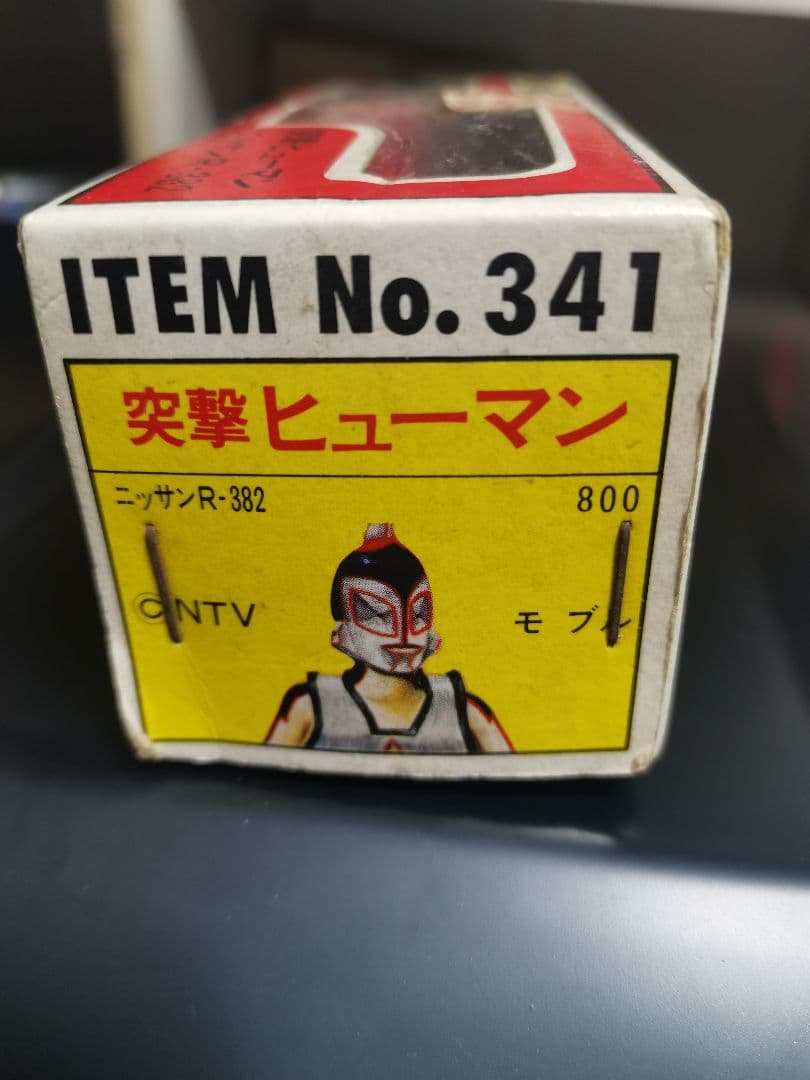 ITEM No. 341
突撃ヒューマン
ニッサンR-382 800
©NTV モ ブル